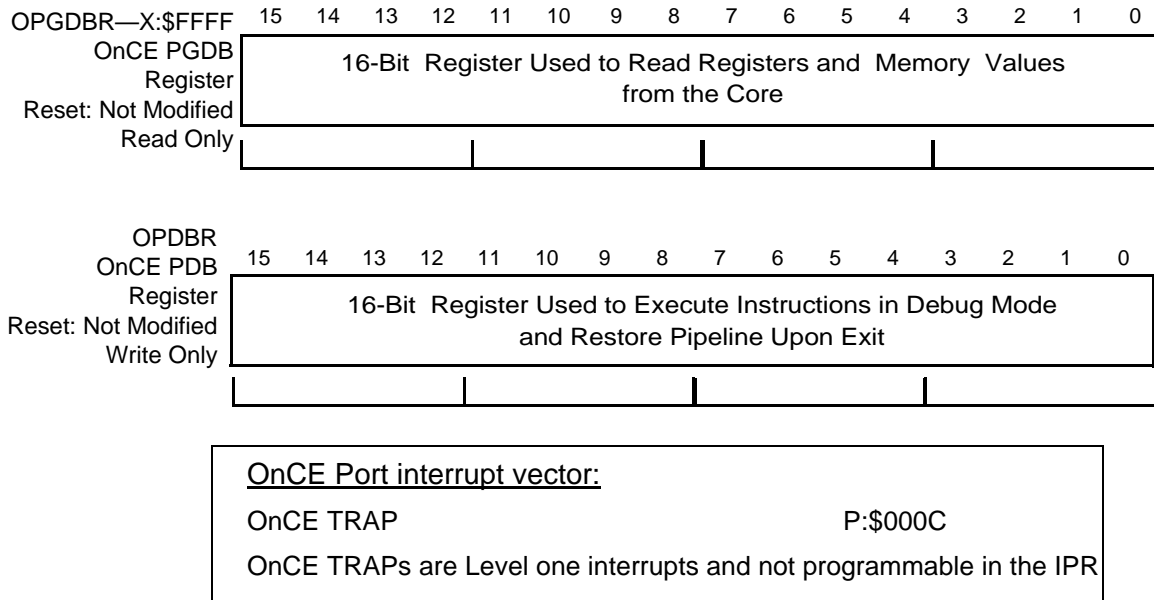 OPGDBR—X:$FFFF
OnCE PGDB
Register
Reset: Not Modified
Read Only
15 14 13 12 11 10 9 8 7 6 5 4 3 2 1 0
16-Bit Register Used to Read Registers and Memory Values
from the Core
OPDBR
OnCE PDB
Register
Reset: Not Modified
Write Only
15 14 13 12 11 10 9 8 7 6 5 4 3 2 1 0
16-Bit Register Used to Execute Instructions in Debug Mode
and Restore Pipeline Upon Exit
OnCE Port interrupt vector:
OnCE TRAP P:$000C
OnCE TRAPs are Level one interrupts and not programmable in the IPR